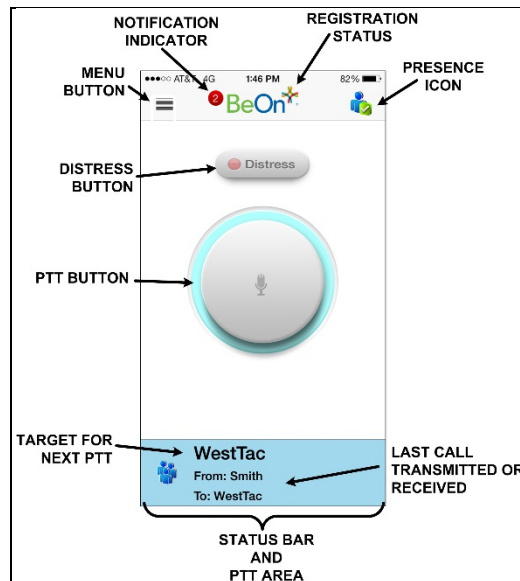 NOTIFICATION
INDICATOR
REGISTRATION
STATUS
MENU
BUTTON
PRESENCE
ICON
AT&T 4G
1:46 PM
82%
2
BeOn
DISTRESS
BUTTON
Distress
PTT BUTTON
TARGET FOR
NEXT PTT
WestTac
From: Smith
To: WestTac
LAST CALL
TRANSMITTED OR
RECEIVED
STATUS BAR
AND
PTT AREA